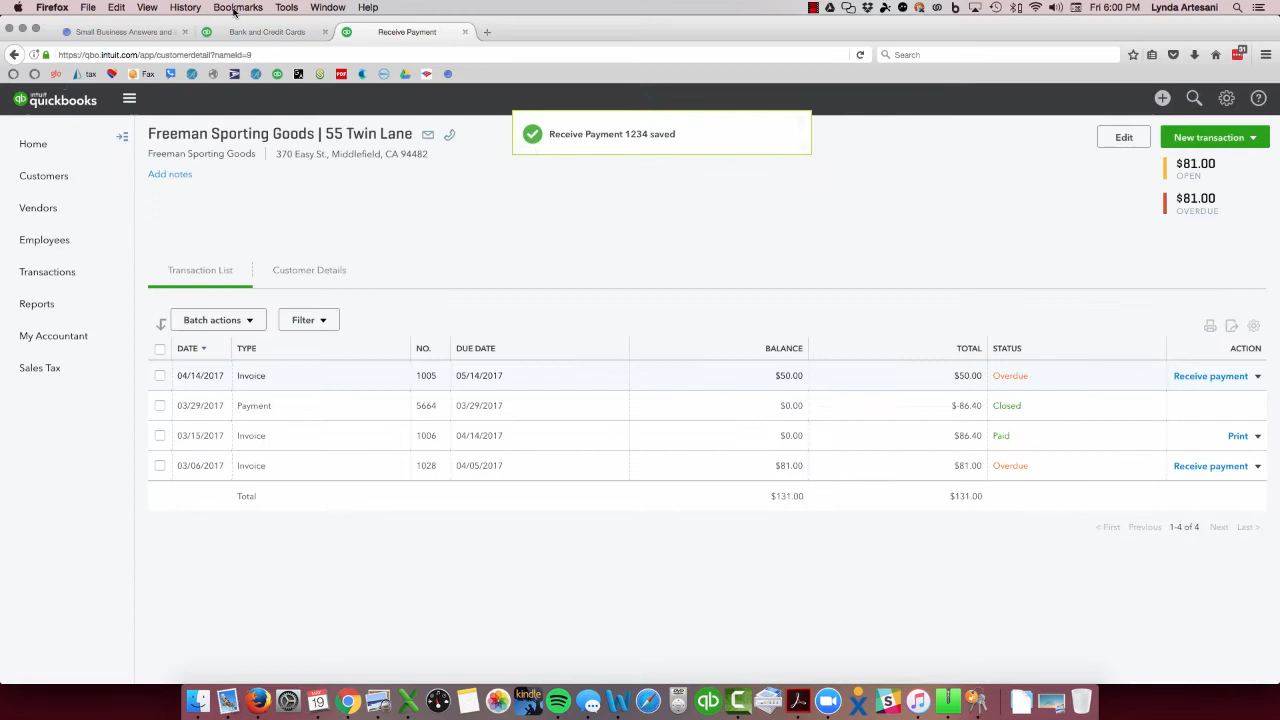 Firefox File Edit View History Bookmarks Tools Window Help Fri 6:00 PM Lynda Artesani
Small Business Answers and Bank and Credit Cards Receive Payment
https://qbo.intuit.com/app/customerdetail?nameId=9 Search
glo tax Fax
intuit quickbooks
Receive Payment 1234 saved
Freeman Sporting Goods | 55 Twin Lane Edit New transaction
Freeman Sporting Goods 370 Easy St., Middlefield, CA 94482
Add notes
$81.00
OPEN
$81.00
OVERDUE
Home
Customers
Vendors
Employees
Transactions
Reports
My Accountant
Sales Tax
Transaction List Customer Details
Batch actions Filter
DATE TYPE NO. DUE DATE BALANCE TOTAL STATUS ACTION
04/14/2017 Invoice 1005 05/14/2017 $50.00 $50.00 Overdue Receive payment
03/29/2017 Payment 5664 03/29/2017 $0.00 $-86.40 Closed
03/15/2017 Invoice 1006 04/14/2017 $0.00 $86.40 Paid Print
03/06/2017 Invoice 1028 04/05/2017 $81.00 $81.00 Overdue Receive payment
Total $131.00 $131.00
< First Previous 1-4 of 4 Next Last >
MAY 19 kindle